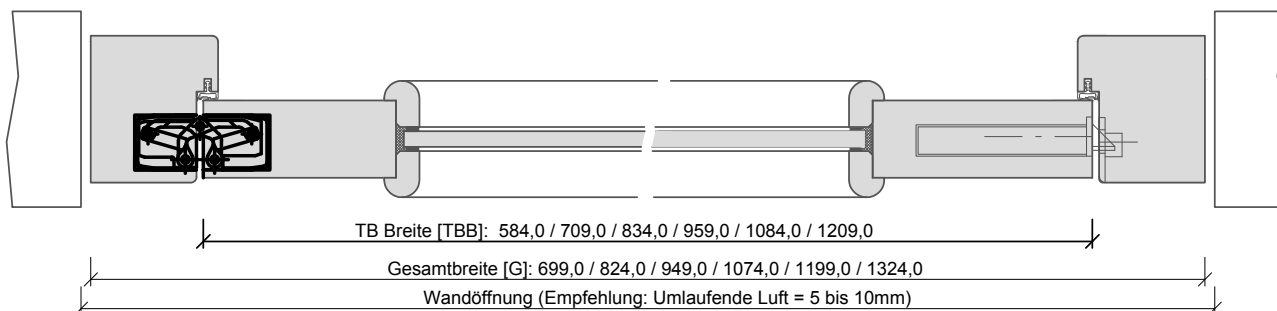 TB Breite [TBB]: 584,0 / 709,0 / 834,0 / 959,0 / 1084,0 / 1209,0
Gesamtbreite [G]: 699,0 / 824,0 / 949,0 / 1074,0 / 1199,0 / 1324,0
Wandöffnung (Empfehlung: Umlaufende Luft = 5 bis 10mm)